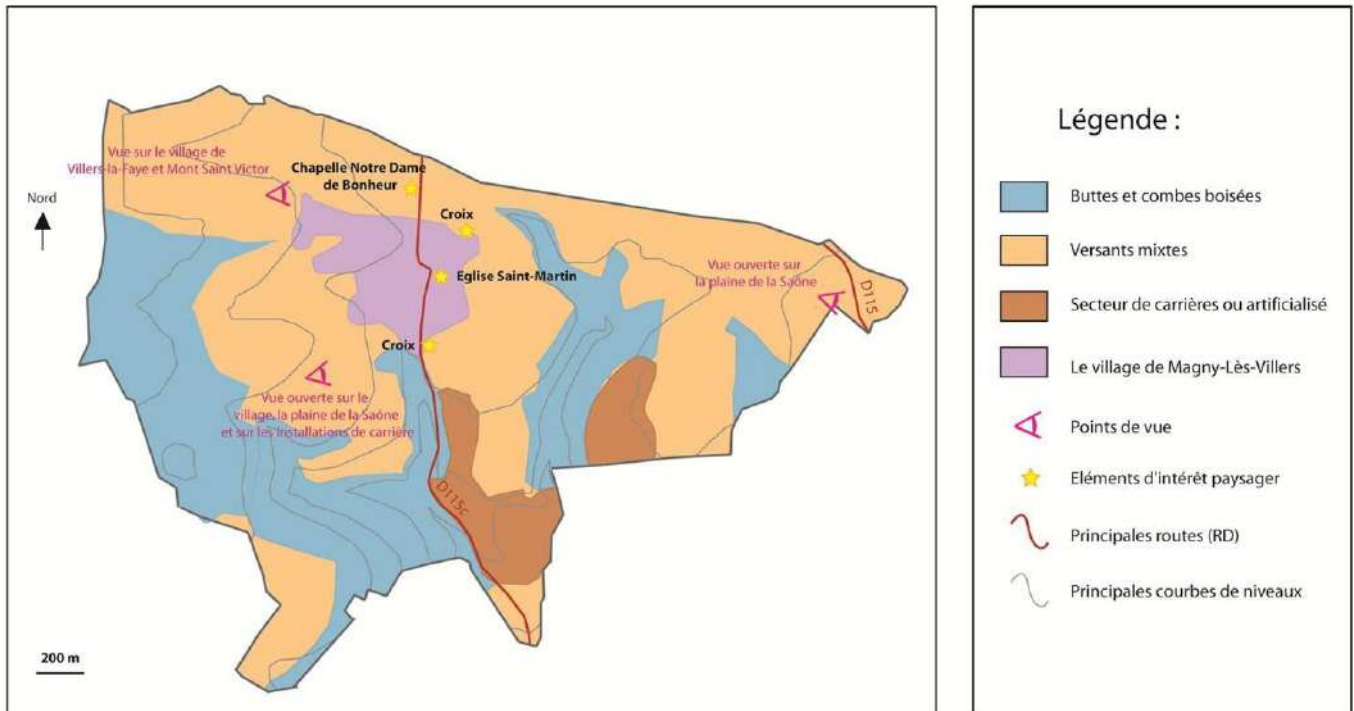 Vue sur le village de
Villers-la-Faye et Mont Saint Victor
Chapelle Notre Dame
de Bonheur
Nord
Croix
Eglise Saint-Martin
Vue ouverte sur
la plaine de la Saône
D115
Croix
Vue ouverte sur le
village, la plaine de la Saône
et sur les Installations de carrière
D115c
200 m
Légende :
Buttes et combes boisées
Versants mixtes
Secteur de carrières ou artificialisé
Le village de Magny-Lès-Villers
Points de vue
Eléments d'intérêt paysager
Principales routes (RD)
Principales courbes de niveaux